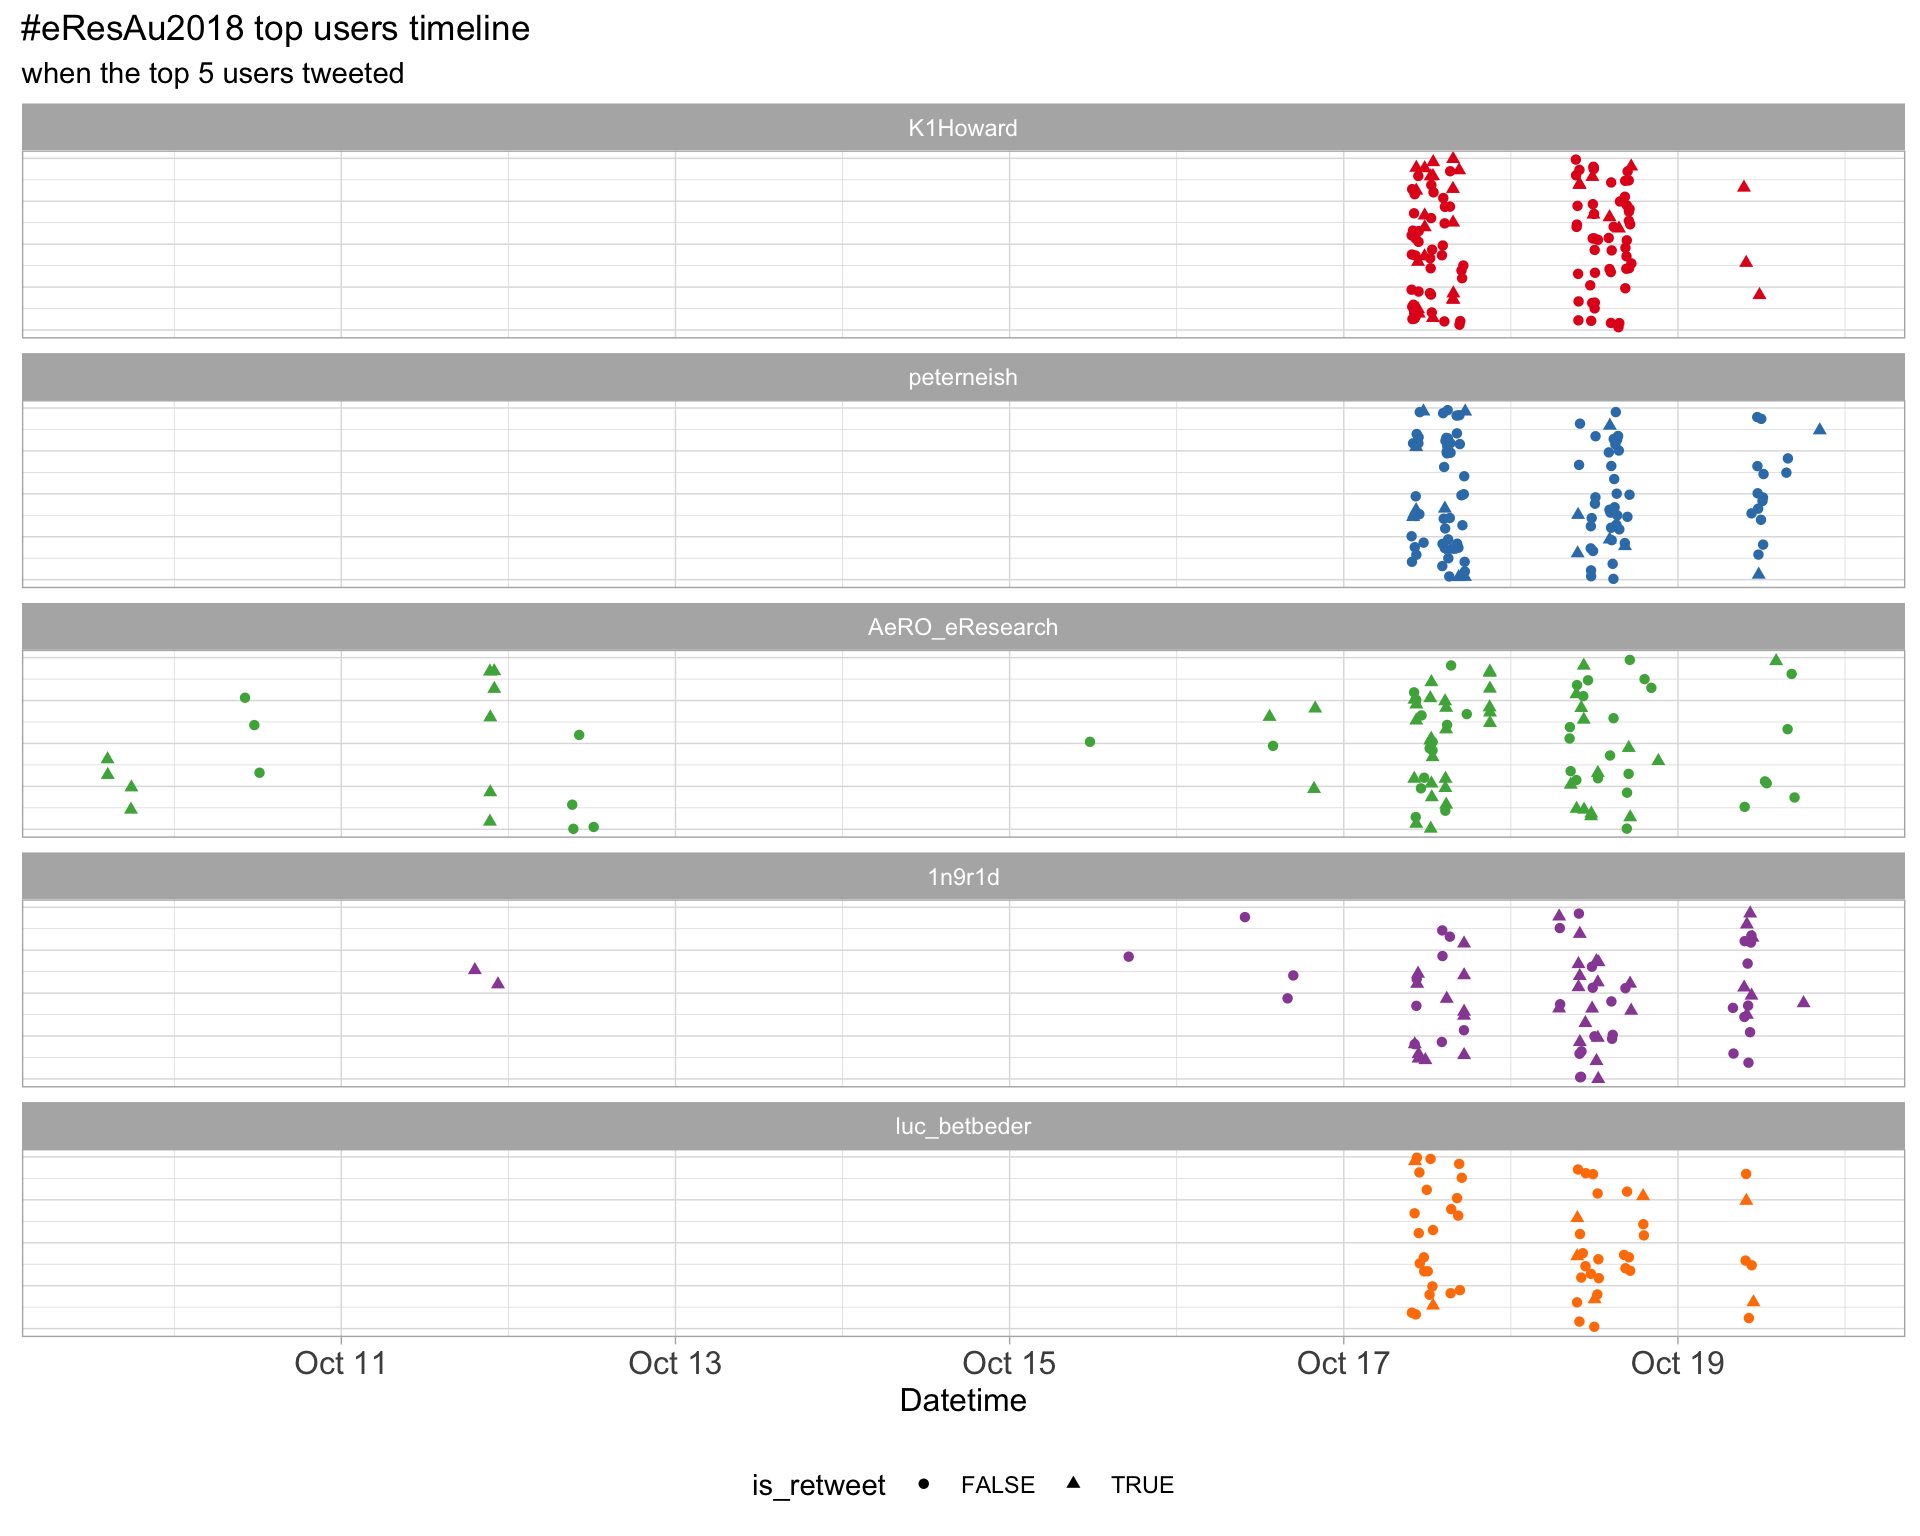 #eResAu2018 top users timeline
when the top 5 users tweeted
K1Howard
peterneish
AeRO_eResearch
1n9r1d
luc_betbeder
Oct 11 Oct 13 Oct 15 Oct 17 Oct 19
Datetime
is_retweet FALSE TRUE